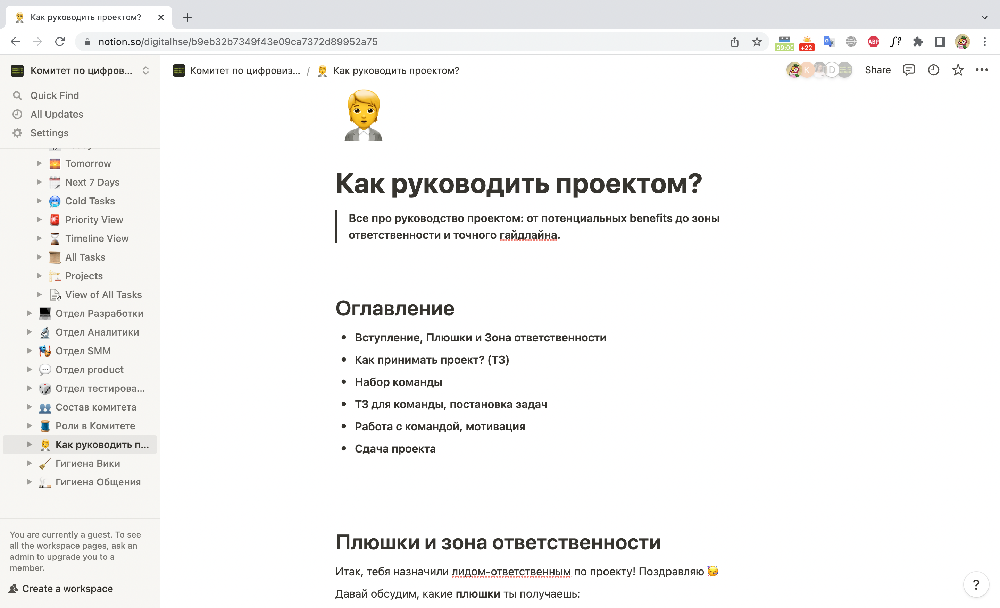 Как руководить проектом?
notion.so/digitalhse/b9eb32b7349f43e09ca7372d89952a75
09:00
+22
ABP
f?
Комитет по цифров...
Quick Find
All Updates
Settings
Today
Tomorrow
Next 7 Days
Cold Tasks
Priority View
Timeline View
All Tasks
Projects
View of All Tasks
Отдел Разработки
Отдел Аналитики
Отдел SMM
Отдел product
Отдел тестирова...
Состав комитета
Роли в Комитете
Как руководить п...
Гигиена Вики
Гигиена Общения
You are currently a guest. To see
all the workspace pages, ask an
admin to upgrade you to a
member.
Create a workspace
Комитет по цифровиз... / Как руководить проектом?
K
D
Share
Как руководить проектом?
Все про руководство проектом: от потенциальных benefits до зоны
ответственности и точного гайдлайна.
Оглавление
• Вступление, Плюшки и Зона ответственности
• Как принимать проект? (ТЗ)
• Набор команды
• ТЗ для команды, постановка задач
• Работа с командой, мотивация
• Сдача проекта
Плюшки и зона ответственности
Итак, тебя назначили лидом-ответственным по проекту! Поздравляю 🥳
Давай обсудим, какие плюшки ты получаешь:
?